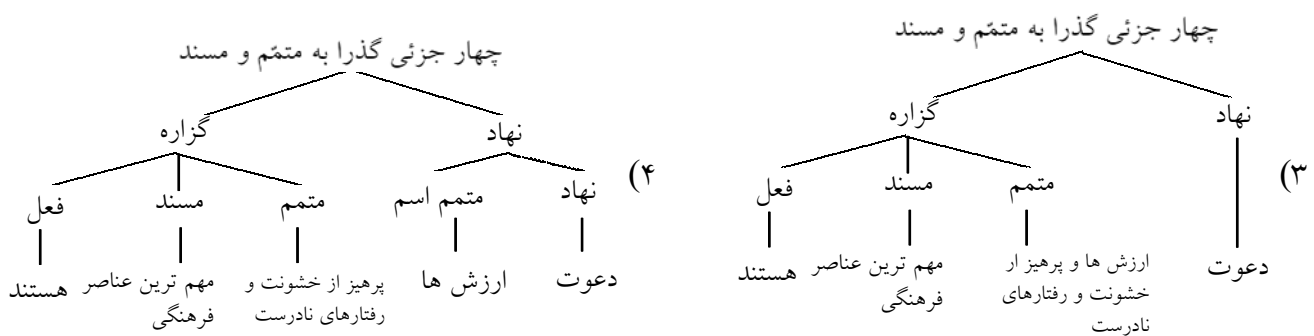 چهار جزئی گذرا به متمّم و مسند
نهاد
گزاره
۳)
متمم
مسند
فعل
دعوت
ارزش ها و پرهیز ار
خشونت و رفتارهای
نادرست
مهم ترین عناصر
فرهنگی
هستند
چهار جزئی گذرا به متمّم و مسند
نهاد
گزاره
۴)
نهاد
متمم اسم
متمم
مسند
فعل
دعوت
ارزش ها
پرهیز از خشونت و
رفتارهای نادرست
مهم ترین عناصر
فرهنگی
هستند